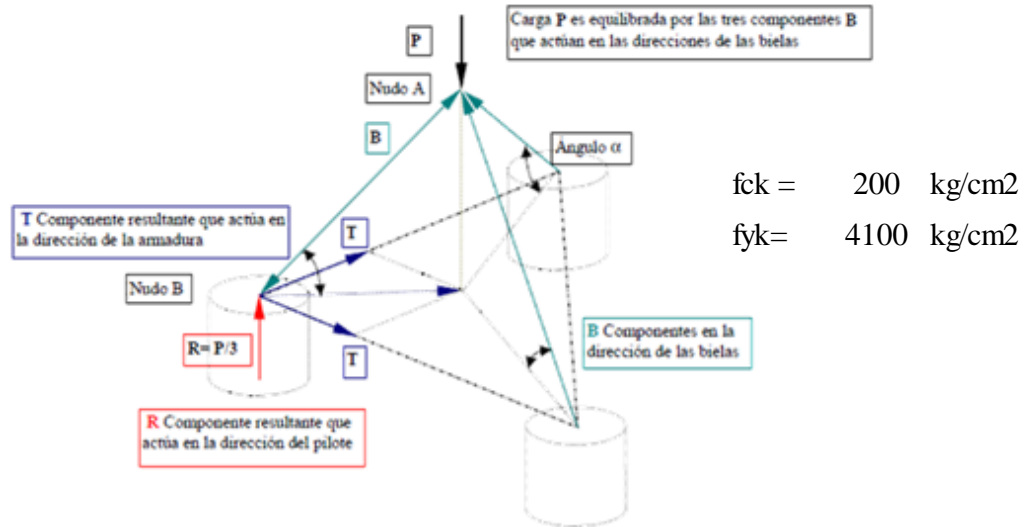 Carga P es equilibrada por las tres componentes B
que actúan en las direcciones de las bielas
P
Nudo A
B
Ángulo α
fck = 200 kg/cm2
fyk= 4100 kg/cm2
T Componente resultante que actúa en
la dirección de la armadura
T
Nudo B
R= P/3
T
B Componentes en la
dirección de las bielas
R Componente resultante que
actúa en la dirección del pilote